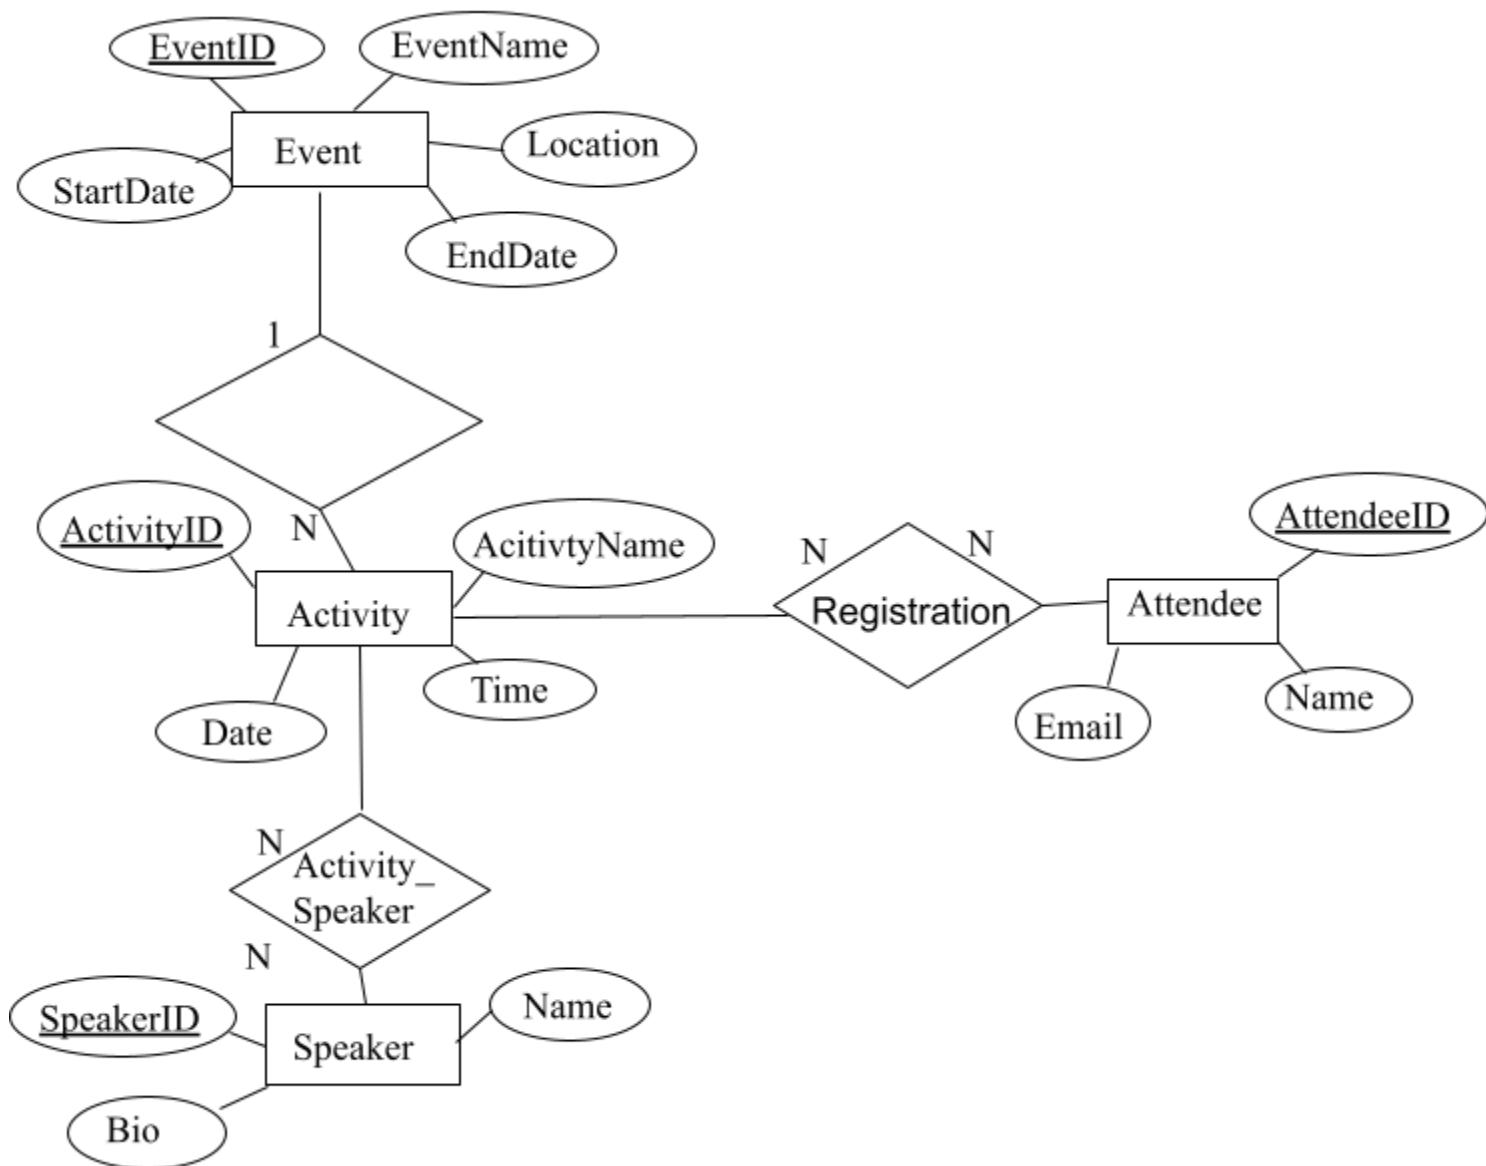 EventID
EventName
Event
Location
StartDate
EndDate
1
ActivityID
N
AcitivtyName
N
N
AttendeeID
Activity
Registration
Attendee
Date
Time
Email
Name
N
Activity_
Speaker
N
SpeakerID
Name
Speaker
Bio